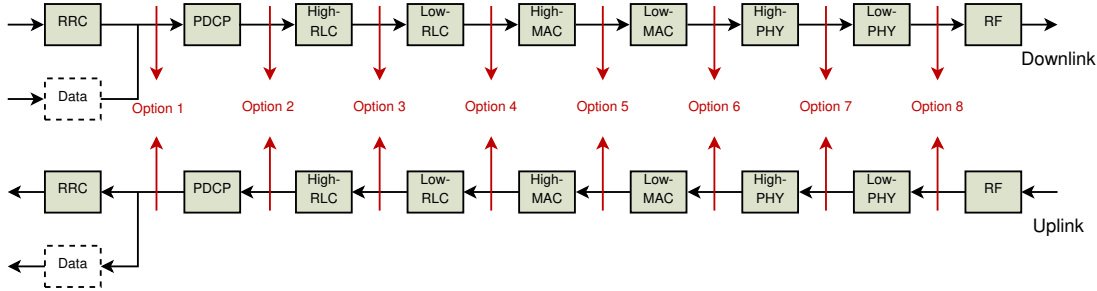 RRC
PDCP
High-
RLC
Low-
RLC
High-
MAC
Low-
MAC
High-
PHY
Low-
PHY
RF
Downlink
Data
Option 1
Option 2
Option 3
Option 4
Option 5
Option 6
Option 7
Option 8
RRC
PDCP
High-
RLC
Low-
RLC
High-
MAC
Low-
MAC
High-
PHY
Low-
PHY
RF
Uplink
Data